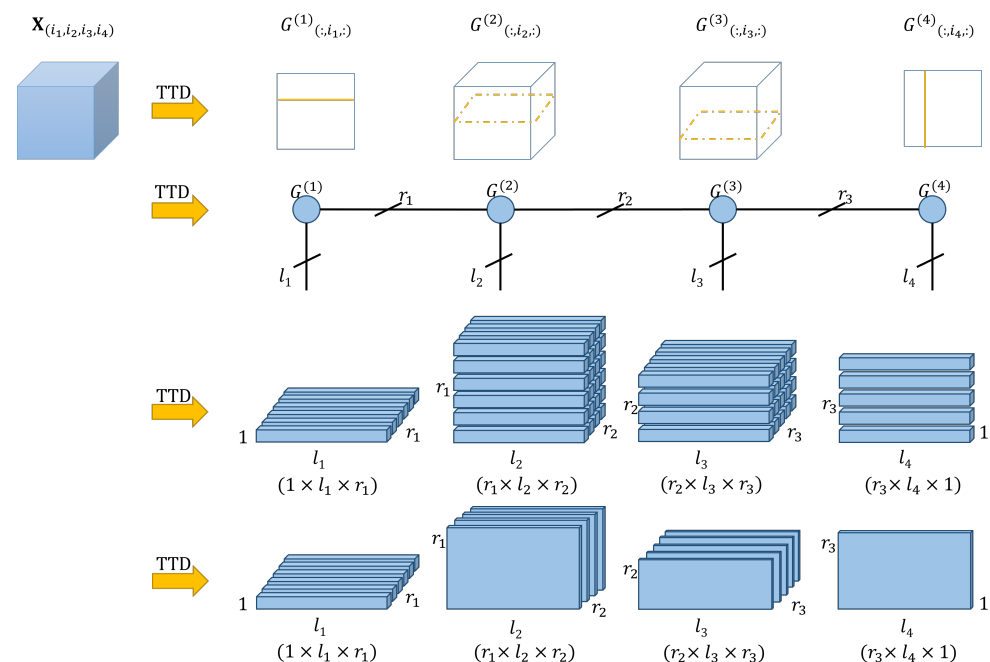 𝐗(i₁,i₂,i₃,i₄) G⁽¹⁾(:,i₁,:) G⁽²⁾(:,i₂,:) G⁽³⁾(:,i₃,:) G⁽⁴⁾(:,i₄,:)
TTD
TTD G⁽¹⁾ r₁ G⁽²⁾ r₂ G⁽³⁾ r₃ G⁽⁴⁾
l₁ l₂ l₃ l₄
TTD 1 r₁ r₁ r₂ r₂ r₃ r₃ 1
l₁ l₂ l₃ l₄
(1 × l₁ × r₁) (r₁ × l₂ × r₂) (r₂ × l₃ × r₃) (r₃ × l₄ × 1)
TTD 1 r₁ r₁ r₂ r₂ r₃ r₃ 1
l₁ l₂ l₃ l₄
(1 × l₁ × r₁) (r₁ × l₂ × r₂) (r₂ × l₃ × r₃) (r₃ × l₄ × 1)